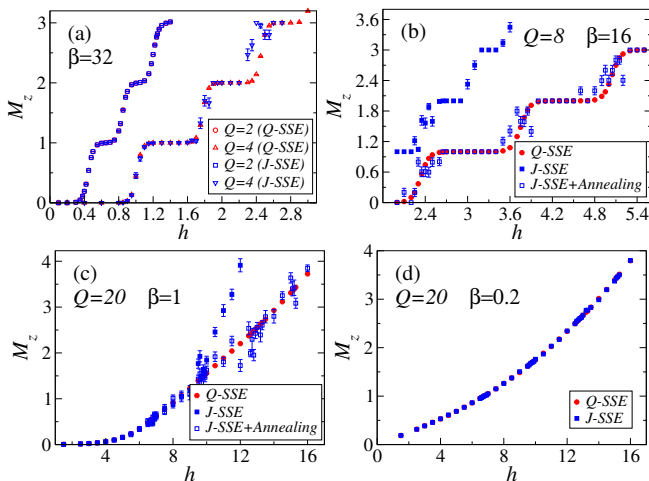 (a)
β=32
Q=2 (Q-SSE)
Q=4 (Q-SSE)
Q=2 (J-SSE)
Q=4 (J-SSE)
M_z
3
2
1
0
0 0.4 0.8 1.2 1.6 2.0 2.4 2.8
h
(b)
Q=8 β=16
Q-SSE
J-SSE
J-SSE+Annealing
M_z
3.6
3.0
2.4
1.8
1.2
0.6
0.0
2.4 3 3.6 4.2 4.8 5.4
h
(c)
Q=20 β=1
Q-SSE
J-SSE
J-SSE+Annealing
M_z
4
3
2
1
0
4 8 12 16
h
(d)
Q=20 β=0.2
Q-SSE
J-SSE
M_z
4
3
2
1
0
4 8 12 16
h